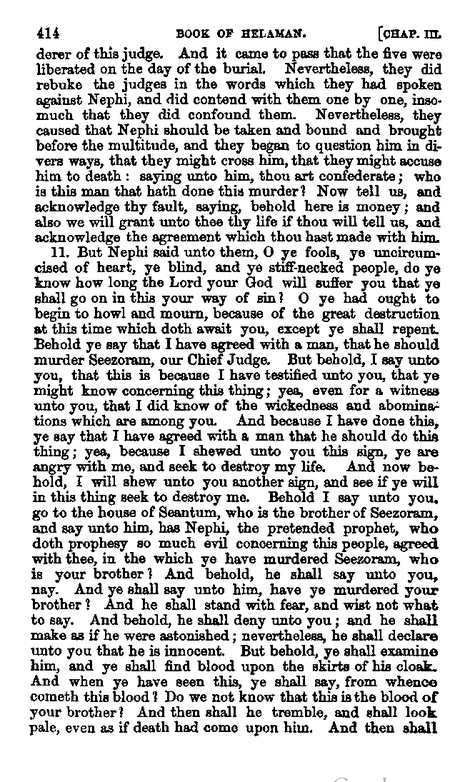 414 BOOK OF HELAMAN. [CHAP. III.
derer of this judge. And it came to pass that the five were
liberated on the day of the burial. Nevertheless, they did
rebuke the judges in the words which they had spoken
against Nephi, and did contend with them one by one, inso-
much that they did confound them. Nevertheless, they
caused that Nephi should be taken and bound and brought
before the multitude, and they began to question him in di-
vers ways, that they might cross him, that they might accuse
him to death: saying unto him, thou art confederate; who
is this man that hath done this murder? Now tell us, and
acknowledge thy fault, saying, behold here is money; and
also we will grant unto thee thy life if thou will tell us, and
acknowledge the agreement which thou hast made with him.
11. But Nephi said unto them, O ye fools, ye uncircum-
cised of heart, ye blind, and ye stiff-necked people, do ye
know how long the Lord your God will suffer you that ye
shall go on in this your way of sin? O ye had ought to
begin to howl and mourn, because of the great destruction
at this time which doth await you, except ye shall repent.
Behold ye say that I have agreed with a man, that he should
murder Seezoram, our Chief Judge. But behold, I say unto
you, that this is because I have testified unto you, that ye
might know concerning this thing; yea, even for a witness
unto you, that I did know of the wickedness and abomina-
tions which are among you. And because I have done this,
ye say that I have agreed with a man that he should do this
thing; yea, because I shewed unto you this sign, ye are
angry with me, and seek to destroy my life. And now be-
hold, I will shew unto you another sign, and see if ye will
in this thing seek to destroy me. Behold I say unto you,
go to the house of Seantum, who is the brother of Seezoram,
and say unto him, has Nephi, the pretended prophet, who
doth prophesy so much evil concerning this people, agreed
with thee, in the which ye have murdered Seezoram, who
is your brother? And behold, he shall say unto you,
nay. And ye shall say unto him, have ye murdered your
brother? And he shall stand with fear, and wist not what
to say. And behold, he shall deny unto you; and he shall
make as if he were astonished; nevertheless, he shall declare
unto you that he is innocent. But behold, ye shall examine
him, and ye shall find blood upon the skirts of his cloak.
And when ye have seen this, ye shall say, from whence
cometh this blood? Do we not know that this is the blood of
your brother? And then shall he tremble, and shall look
pale, even as if death had come upon him. And then shall